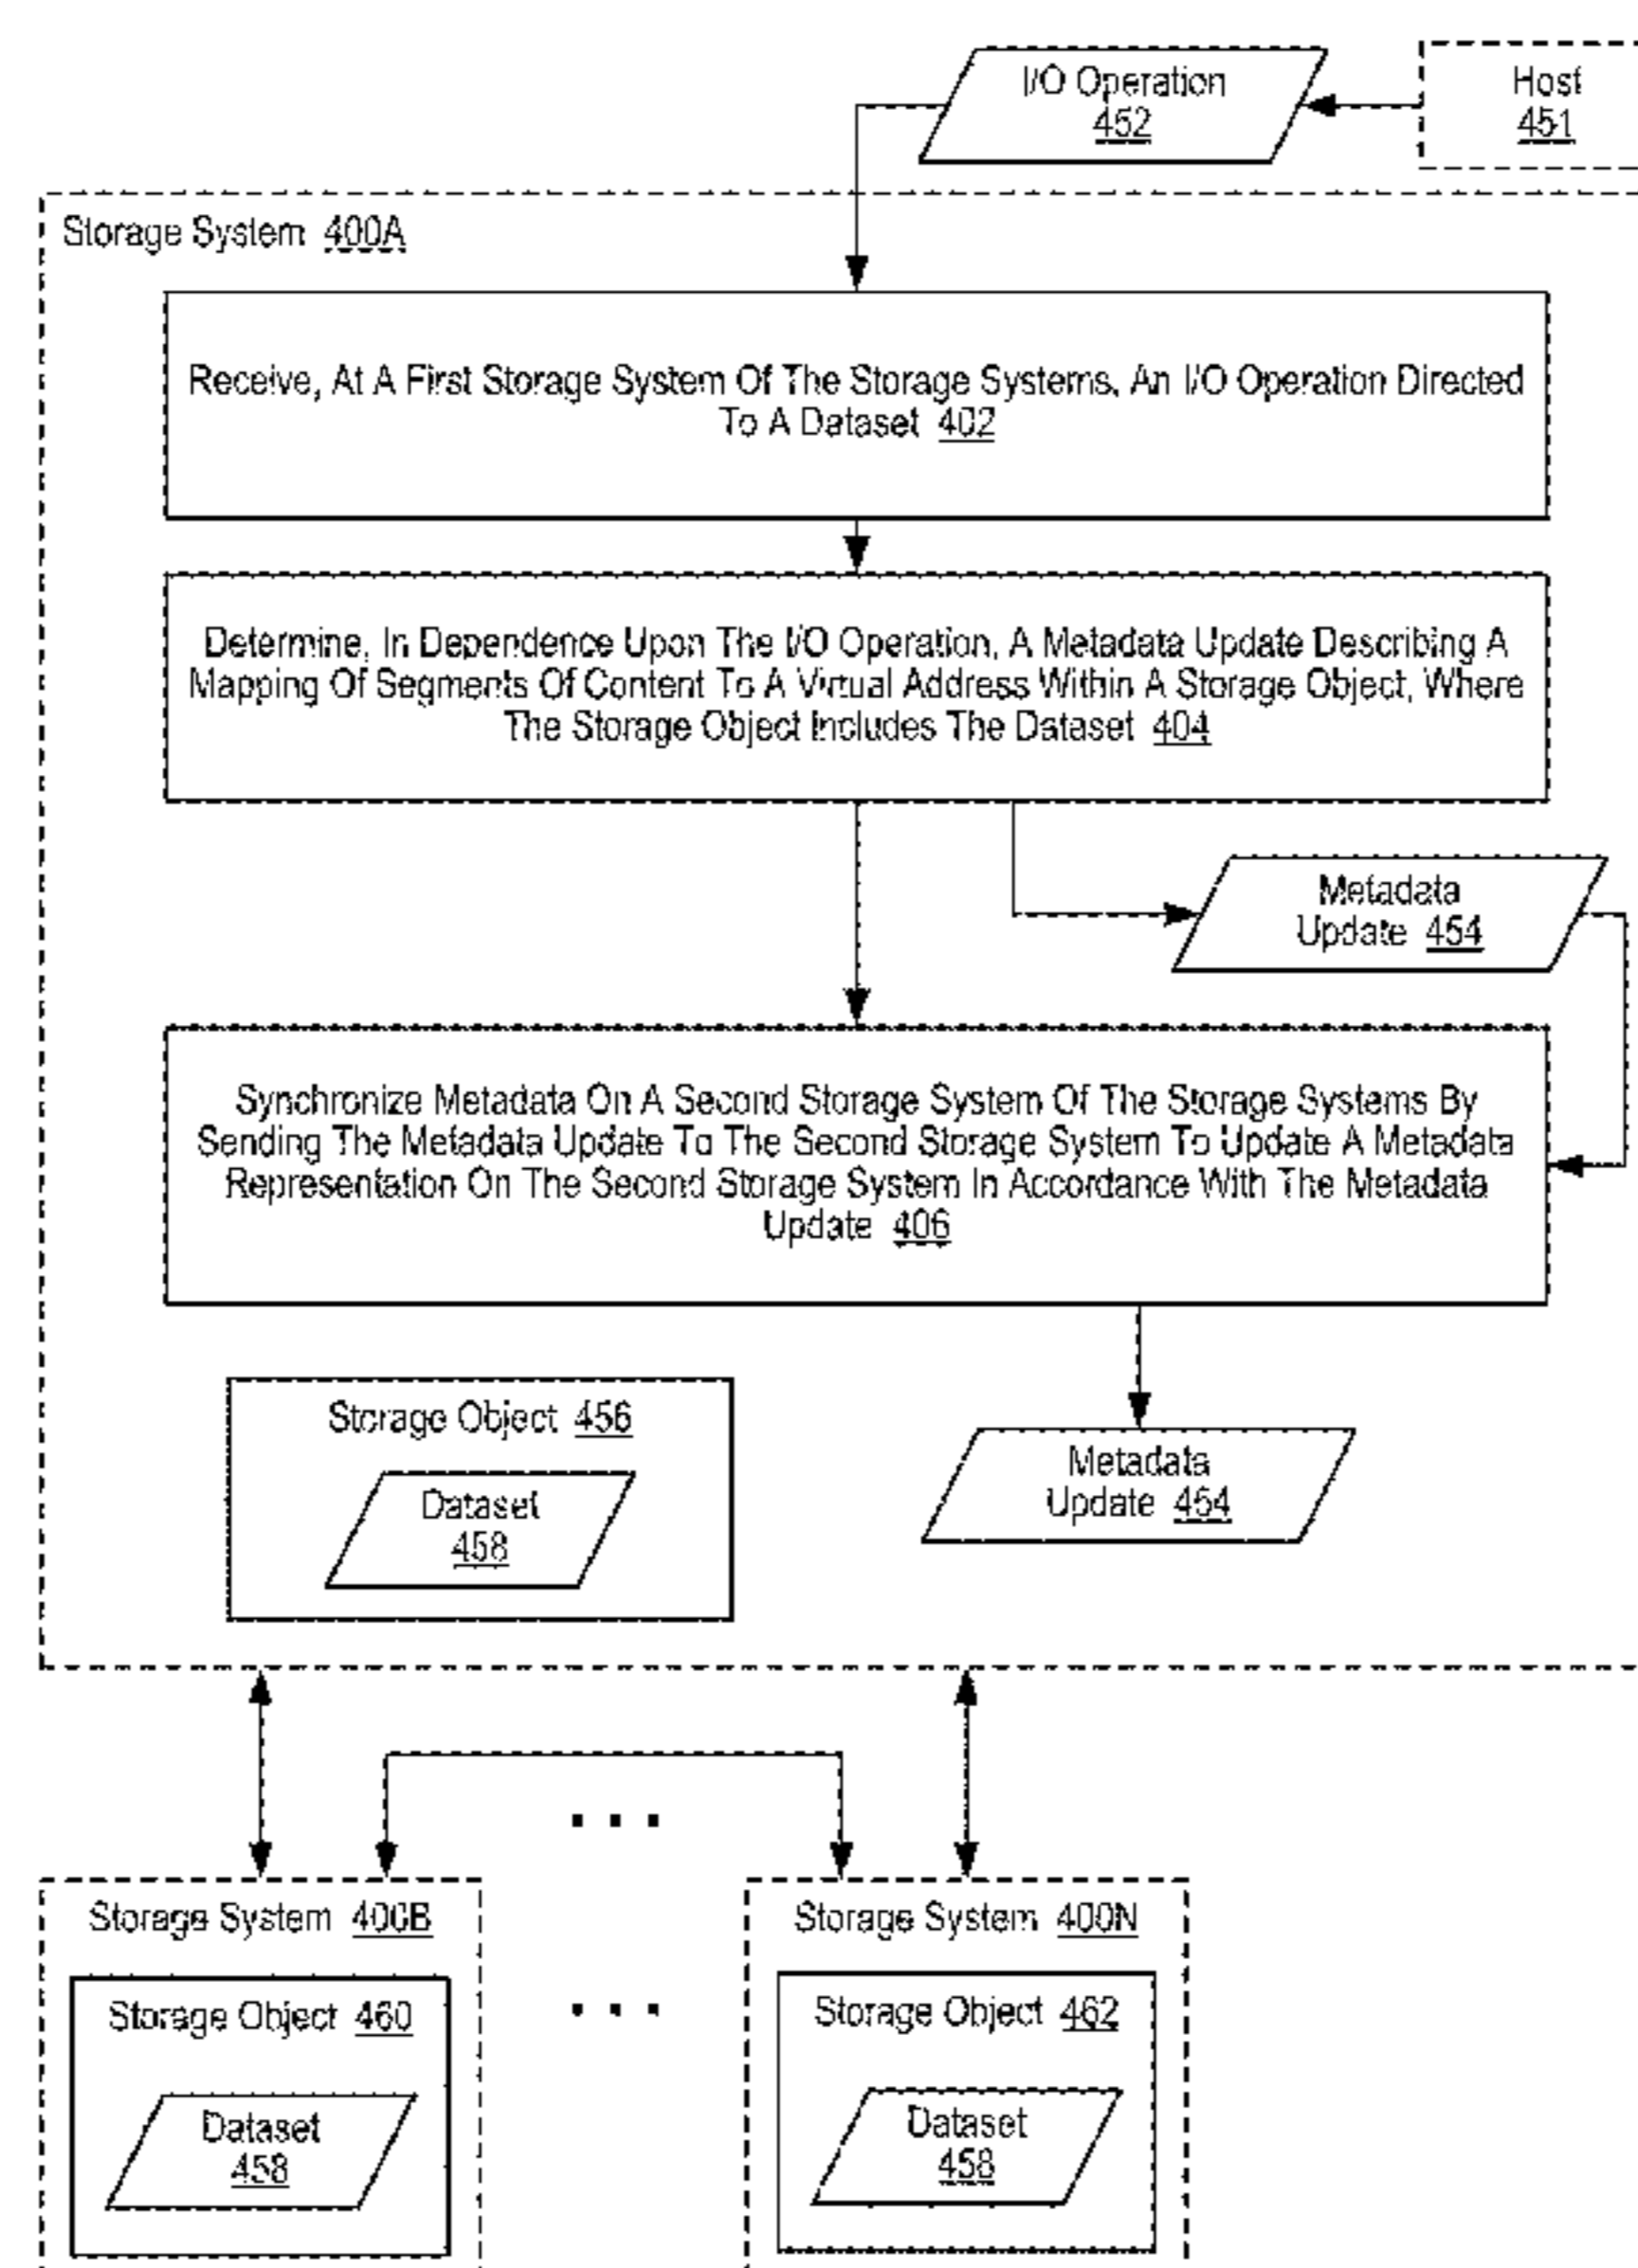 I/O Operation
452
Host
451
Storage System 400A
Receive, At A First Storage System Of The Storage Systems, An I/O Operation Directed
To A Dataset 402
Determine, In Dependence Upon The I/O Operation, A Metadata Update Describing A
Mapping Of Segments Of Content To A Virtual Address Within A Storage Object, Where
The Storage Object Includes The Dataset 404
Metadata
Update 454
Synchronize Metadata On A Second Storage System Of The Storage Systems By
Sending The Metadata Update To The Second Storage System To Update A Metadata
Representation On The Second Storage System In Accordance With The Metadata
Update 406
Storage Object 456
Dataset
458
Metadata
Update 454
. . .
Storage System 400B
Storage System 400N
Storage Object 460
. . .
Storage Object 462
Dataset
458
Dataset
458